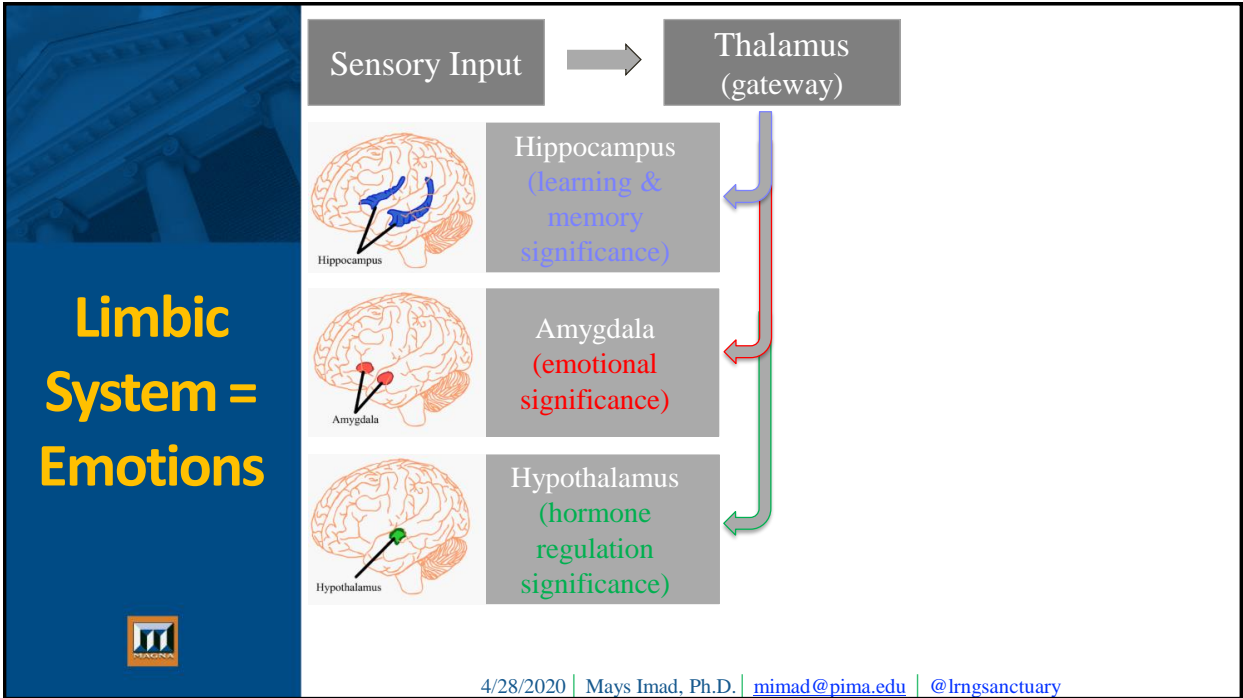 Limbic
System =
Emotions
MAGNA
Sensory Input
Thalamus
(gateway)
Hippocampus
Hippocampus
(learning &
memory
significance)
Amygdala
Amygdala
(emotional
significance)
Hypothalamus
Hypothalamus
(hormone
regulation
significance)
4/28/2020 | Mays Imad, Ph.D. | mimad@pima.edu | @lrngsanctuary